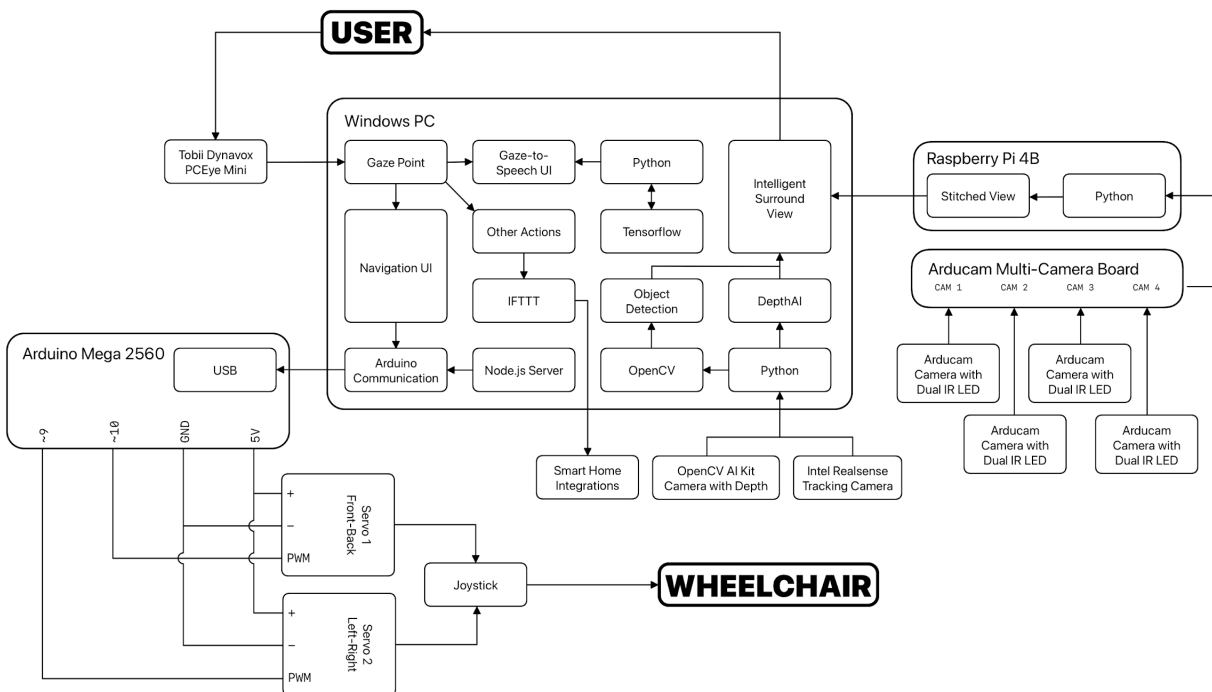 USER
Windows PC
Tobii Dynavox
PCEye Mini
Gaze Point
Gaze-to-
Speech UI
Python
Intelligent
Surround
View
Raspberry Pi 4B
Stitched View
Python
Navigation UI
Other Actions
Tensorflow
Arducam Multi-Camera Board
CAM 1
CAM 2
CAM 3
CAM 4
IFTTT
Object
Detection
DepthAI
Arduino Mega 2560
USB
Arduino
Communication
Node.js Server
OpenCV
Python
Arducam
Camera with
Dual IR LED
Arducam
Camera with
Dual IR LED
Arducam
Camera with
Dual IR LED
Arducam
Camera with
Dual IR LED
~9
~10
GND
5V
Smart Home
Integrations
OpenCV AI Kit
Camera with Depth
Intel Realsense
Tracking Camera
+
−
PWM
Servo 1
Front-Back
Joystick
WHEELCHAIR
+
−
PWM
Servo 2
Left-Right